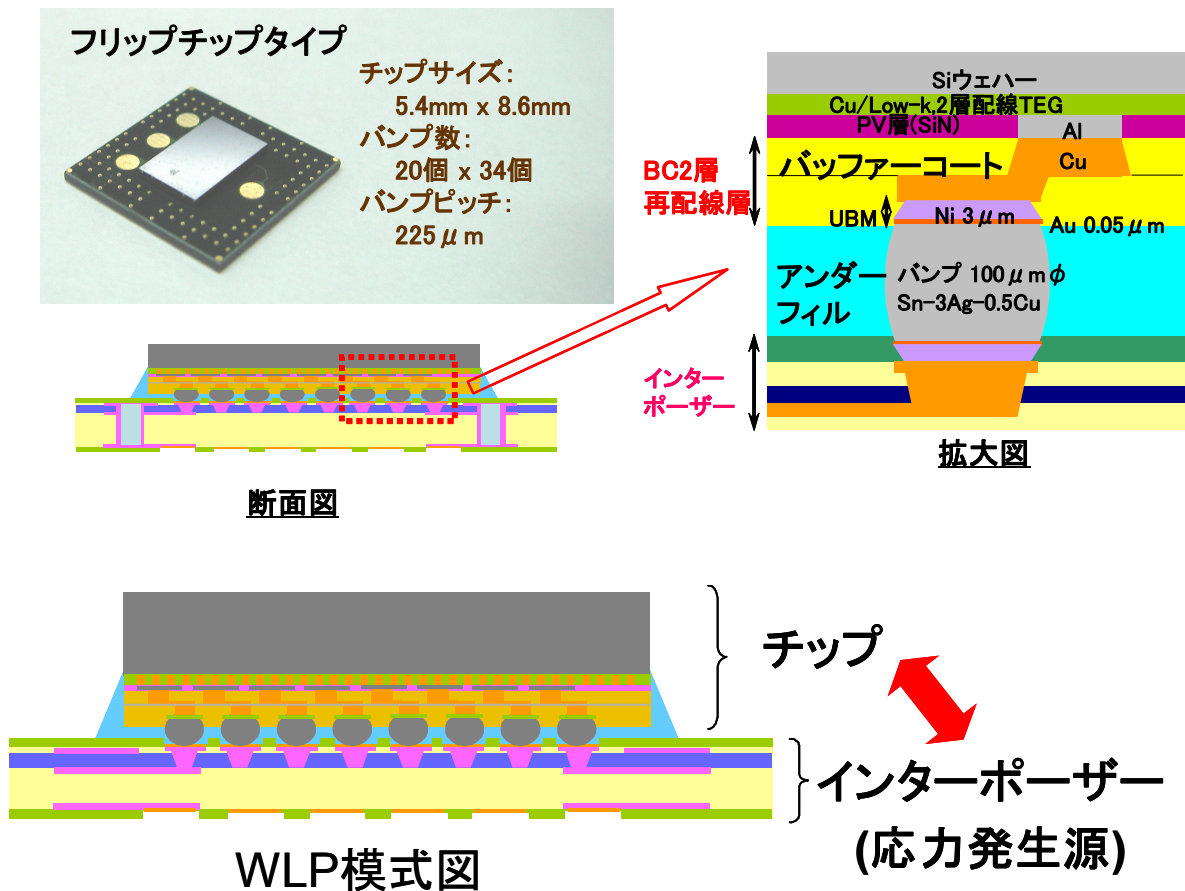 フリップチップタイプ
チップサイズ:
5.4mm x 8.6mm
バンプ数:
20個 x 34個
バンプピッチ:
225μm
断面図
Siウェハー
Cu/Low-k,2層配線TEG
PV層(SiN)
Al
Cu
バッファーコート
BC2層
再配線層
UBM
Ni 3μm
Au 0.05μm
アンダー
フィル
バンプ 100μmφ
Sn-3Ag-0.5Cu
インター
ポーザー
拡大図
チップ
インターポーザー
(応力発生源)
WLP模式図